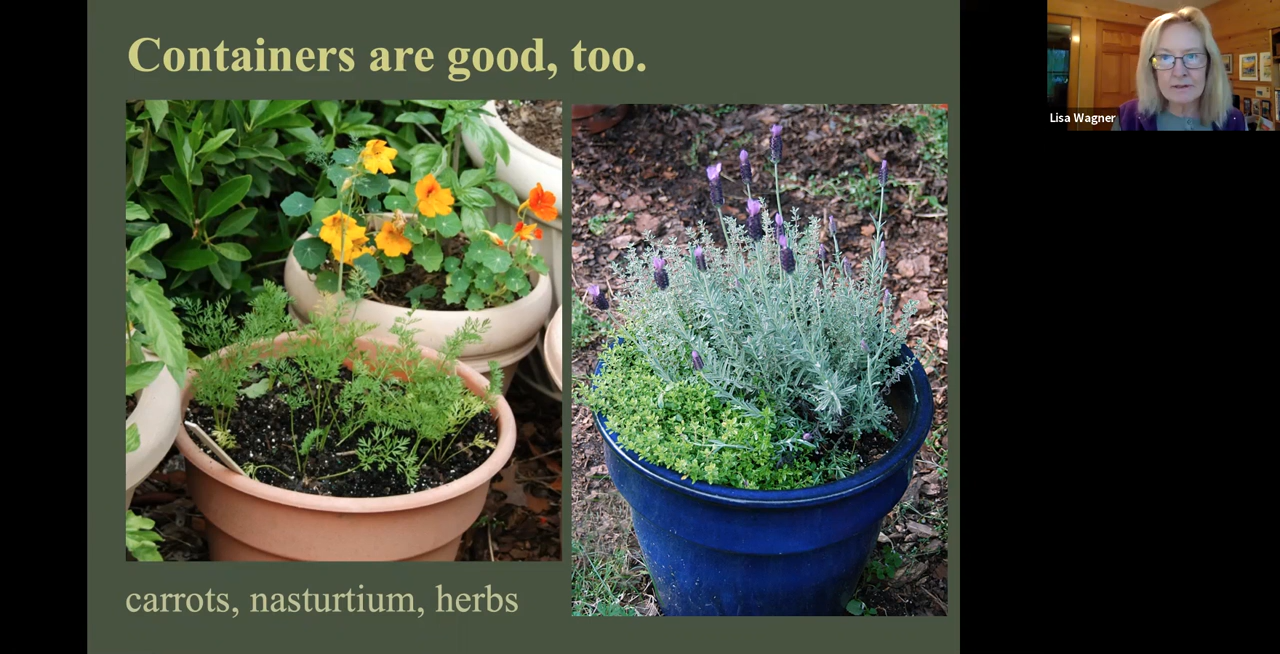 Containers are good, too.
Lisa Wagner
carrots, nasturtium, herbs